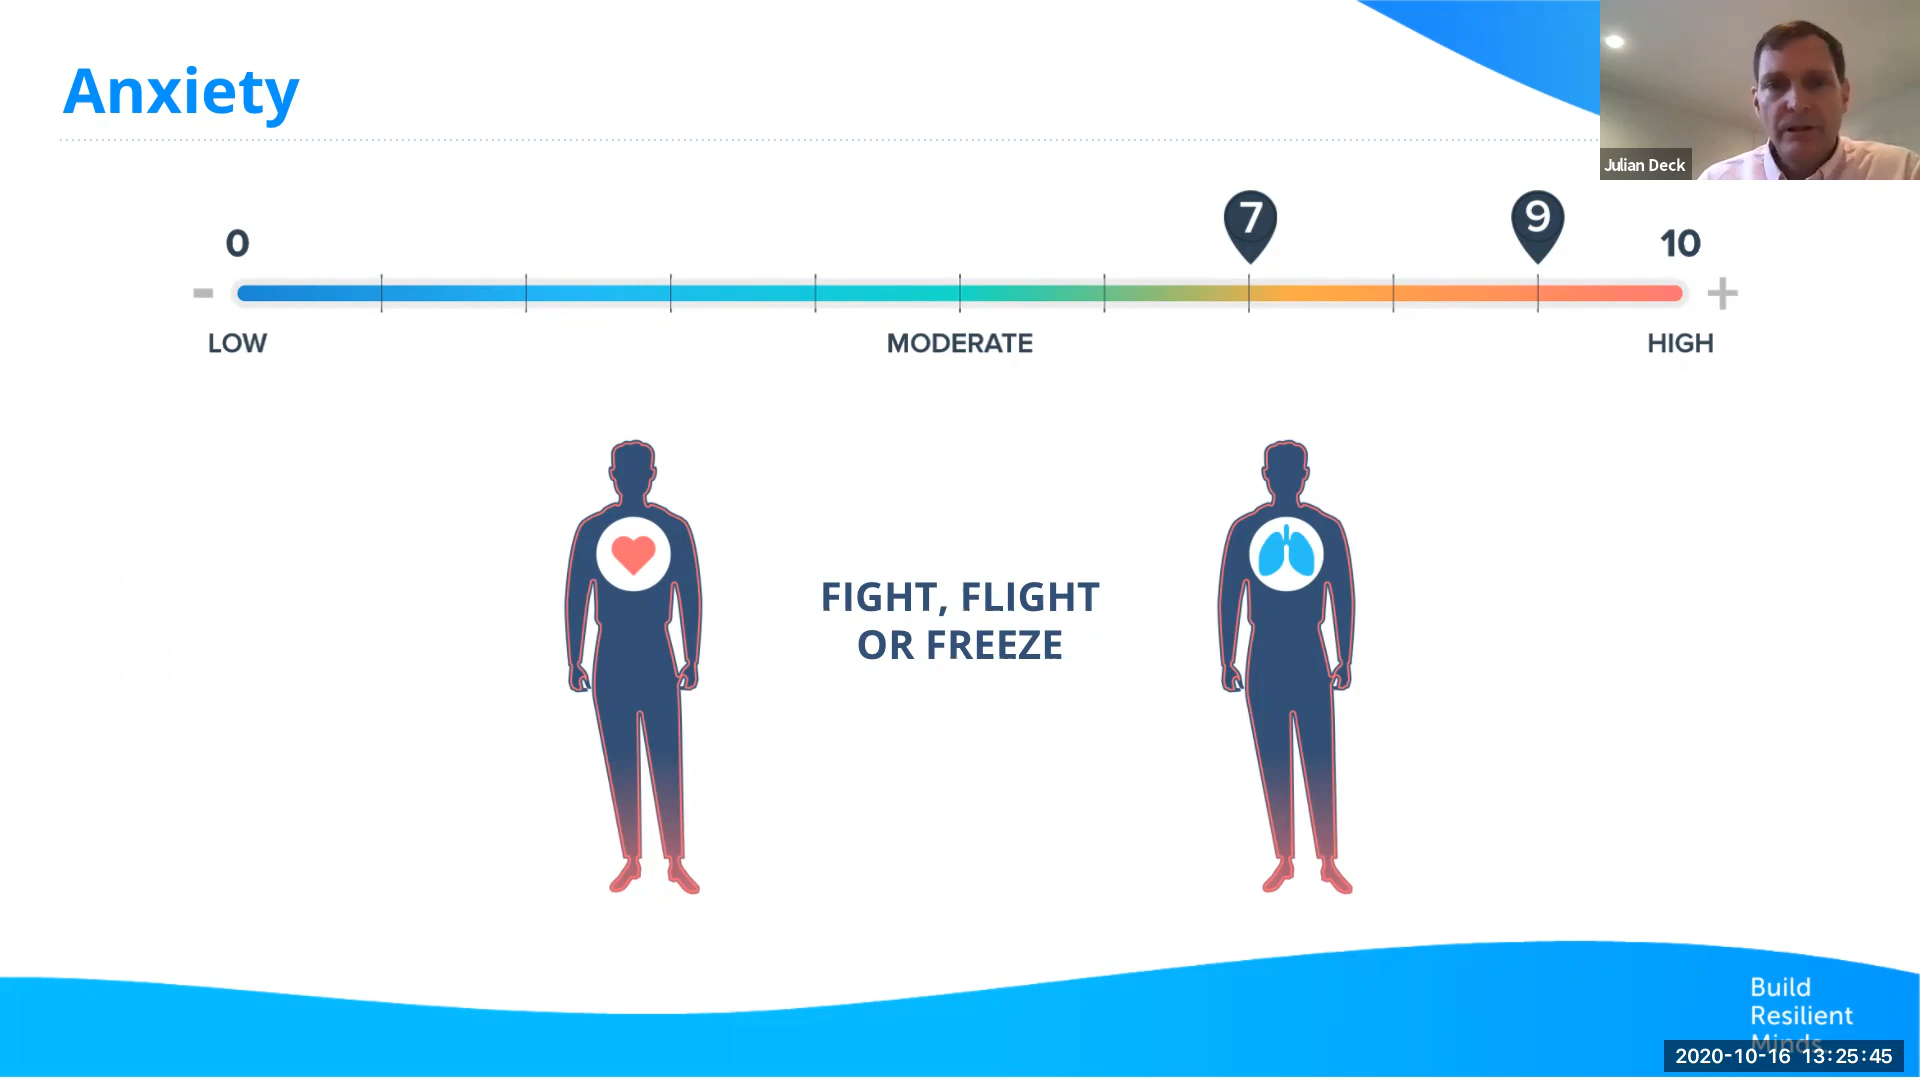 Anxiety
Julian Deck
7
9
0
10
LOW
MODERATE
HIGH
FIGHT, FLIGHT
OR FREEZE
Build
Resilient
Minds
2020-10-16 13:25:45